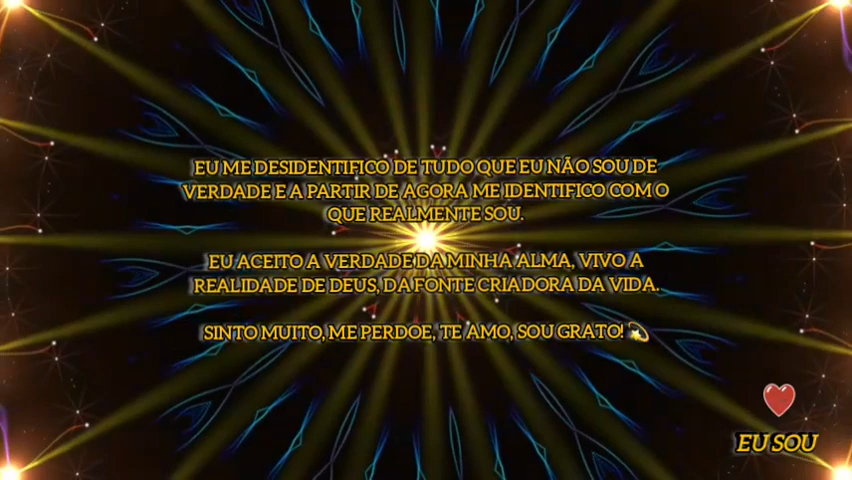 EU ME DESIDENTIFICO DE TUDO QUE EU NÃO SOU DE
VERDADE E A PARTIR DE AGORA ME IDENTIFICO COM O
QUE REALMENTE SOU.
EU ACEITO A VERDADE DA MINHA ALMA, VIVO A
REALIDADE DE DEUS, DA FONTE CRIADORA DA VIDA.
SINTO MUITO, ME PERDOE, TE AMO, SOU GRATO! 💫
EU SOU